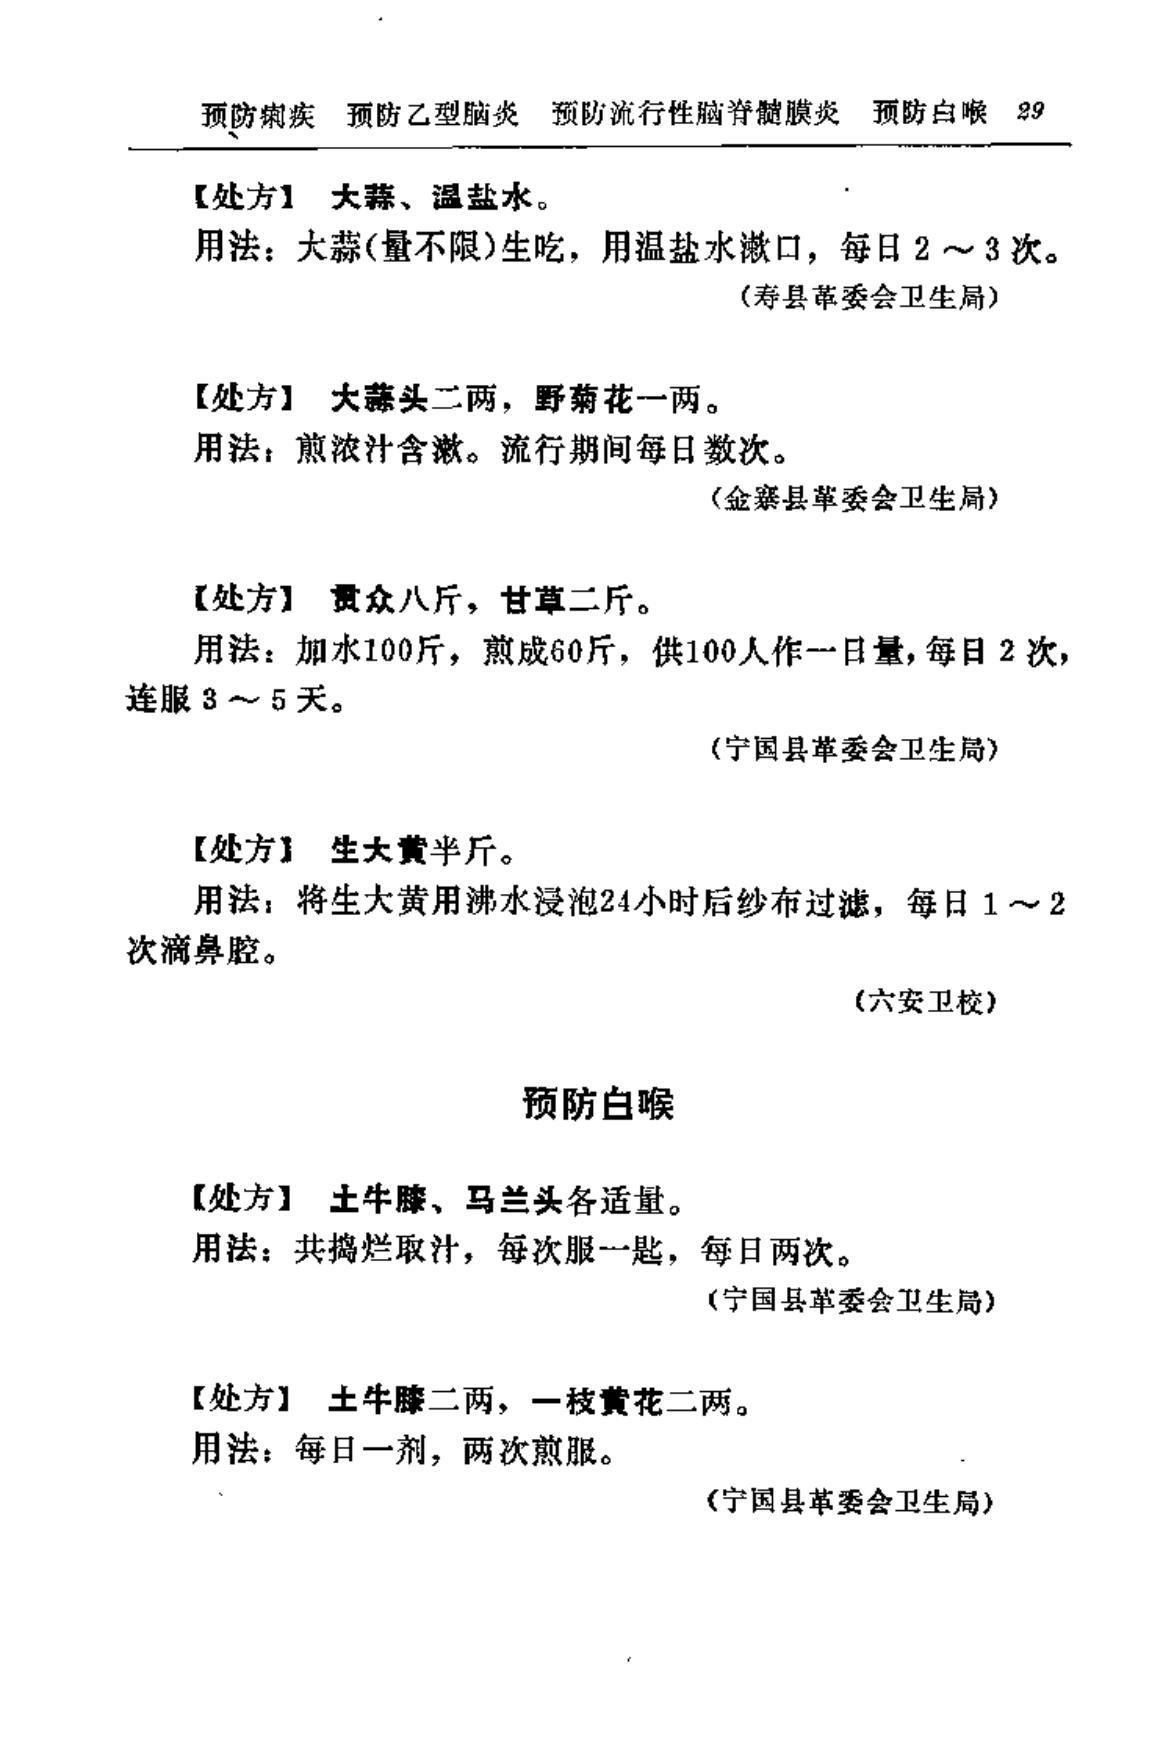 预防痢疾 预防乙型脑炎 预防流行性脑脊髓膜炎 预防白喉 29
【处方】 大蒜、温盐水。
用法：大蒜(量不限)生吃，用温盐水漱口，每日2～3次。
（寿县革委会卫生局）
【处方】 大蒜头二两，野菊花一两。
用法：煎浓汁含漱。流行期间每日数次。
（金寨县革委会卫生局）
【处方】 贯众八斤，甘草二斤。
用法：加水100斤，煎成60斤，供100人作一日量，每日2次，
连服3～5天。
（宁国县革委会卫生局）
【处方】 生大黄半斤。
用法：将生大黄用沸水浸泡24小时后纱布过滤，每日1～2
次滴鼻腔。
（六安卫校）
预防白喉
【处方】 土牛膝、马兰头各适量。
用法：共捣烂取汁，每次服一匙，每日两次。
（宁国县革委会卫生局）
【处方】 土牛膝二两，一枝黄花二两。
用法：每日一剂，两次煎服。
（宁国县革委会卫生局）